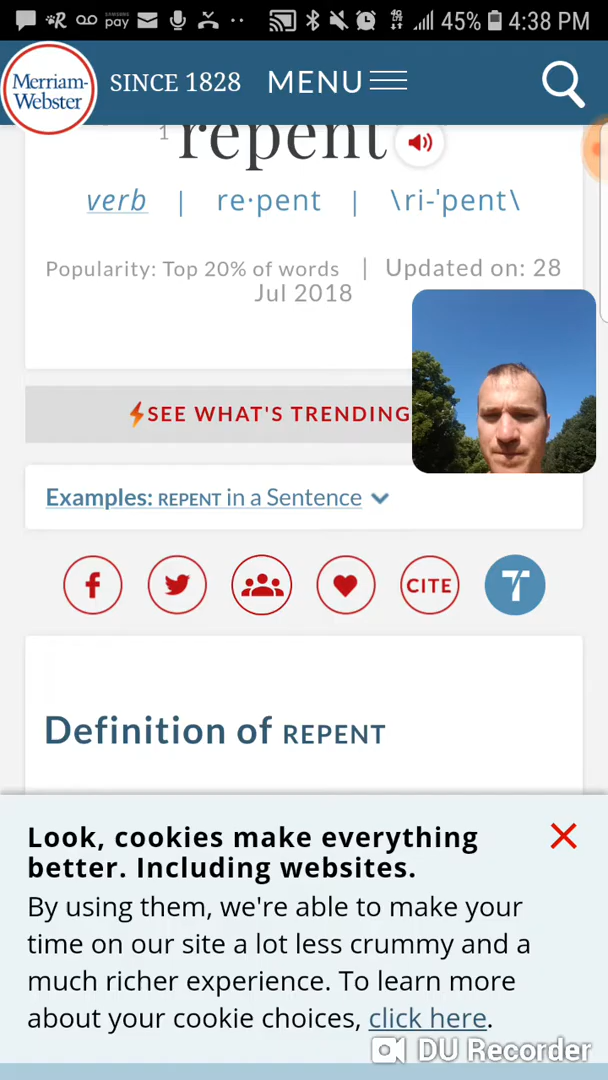 R SAMSUNG pay 4G 45% 4:38 PM
Merriam-
Webster
SINCE 1828 MENU
1 repent
verb | re·pent | \ri-ˈpent\
Popularity: Top 20% of words | Updated on: 28
Jul 2018
SEE WHAT'S TRENDING
Examples: REPENT in a Sentence
f CITE T
Definition of REPENT
Look, cookies make everything
better. Including websites.
By using them, we're able to make your
time on our site a lot less crummy and a
much richer experience. To learn more
about your cookie choices, click here.
DU Recorder